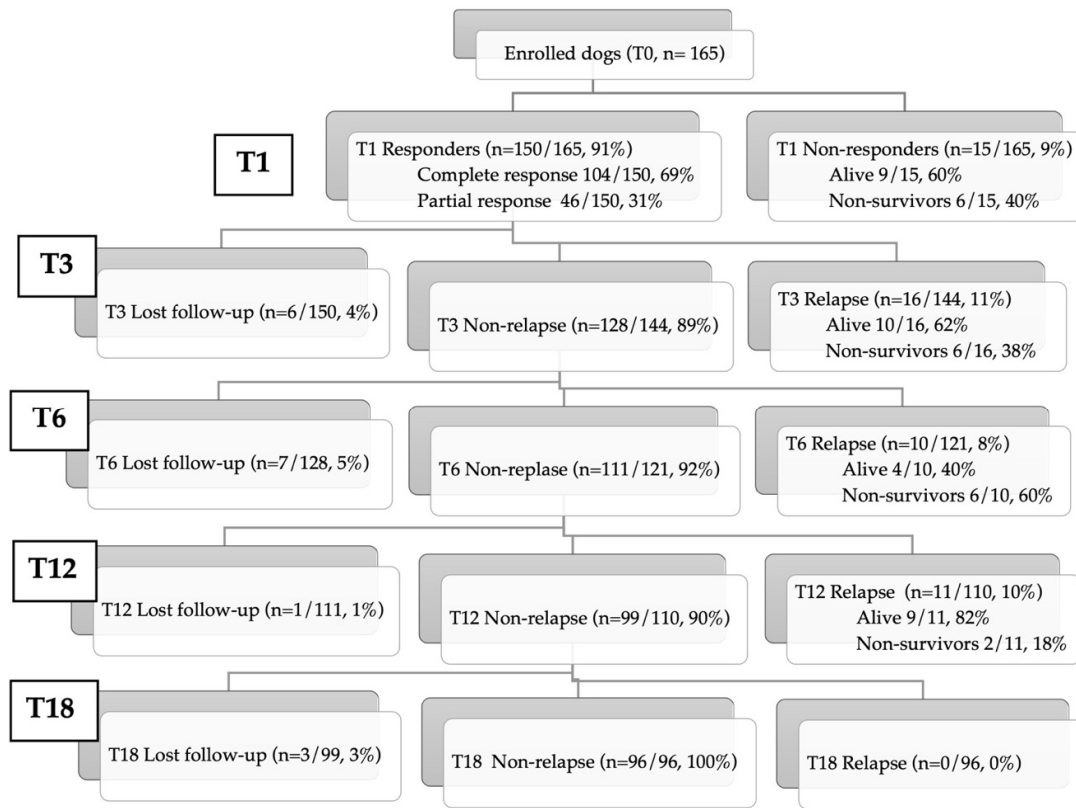 Enrolled dogs (T0, n= 165)
T1
T1 Responders (n=150/165, 91%)
Complete response 104/150, 69%
Partial response 46/150, 31%
T1 Non-responders (n=15/165, 9%)
Alive 9/15, 60%
Non-survivors 6/15, 40%
T3
T3 Lost follow-up (n=6/150, 4%)
T3 Non-relapse (n=128/144, 89%)
T3 Relapse (n=16/144, 11%)
Alive 10/16, 62%
Non-survivors 6/16, 38%
T6
T6 Lost follow-up (n=7/128, 5%)
T6 Non-replase (n=111/121, 92%)
T6 Relapse (n=10/121, 8%)
Alive 4/10, 40%
Non-survivors 6/10, 60%
T12
T12 Lost follow-up (n=1/111, 1%)
T12 Non-relapse (n=99/110, 90%)
T12 Relapse (n=11/110, 10%)
Alive 9/11, 82%
Non-survivors 2/11, 18%
T18
T18 Lost follow-up (n=3/99, 3%)
T18 Non-relapse (n=96/96, 100%)
T18 Relapse (n=0/96, 0%)